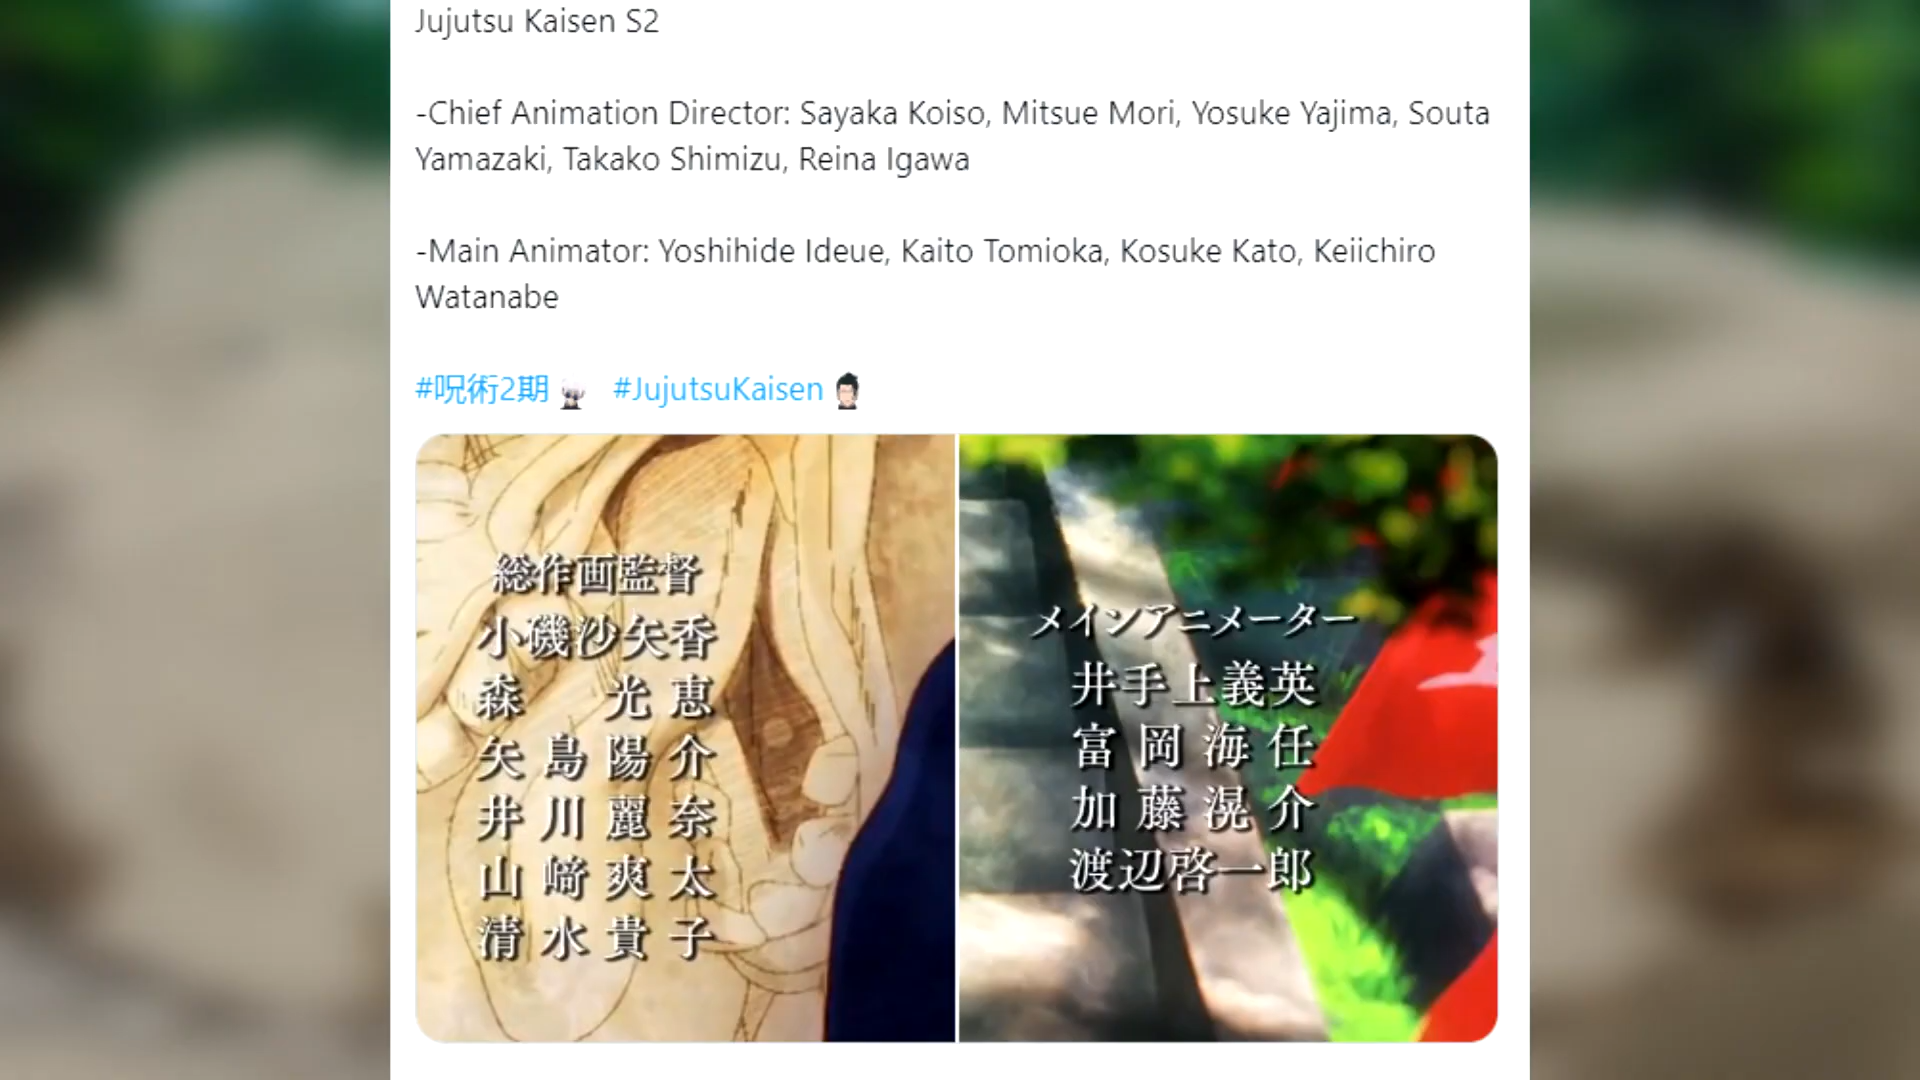 Jujutsu Kaisen S2
-Chief Animation Director: Sayaka Koiso, Mitsue Mori, Yosuke Yajima, Souta
Yamazaki, Takako Shimizu, Reina Igawa
-Main Animator: Yoshihide Ideue, Kaito Tomioka, Kosuke Kato, Keiichiro
Watanabe
#呪術2期 #JujutsuKaisen
総作画監督
小磯沙矢香
森 光恵
矢島陽介
井川麗奈
山﨑爽太
清水貴子
メインアニメーター
井手上義英
富岡海任
加藤滉介
渡辺啓一郎